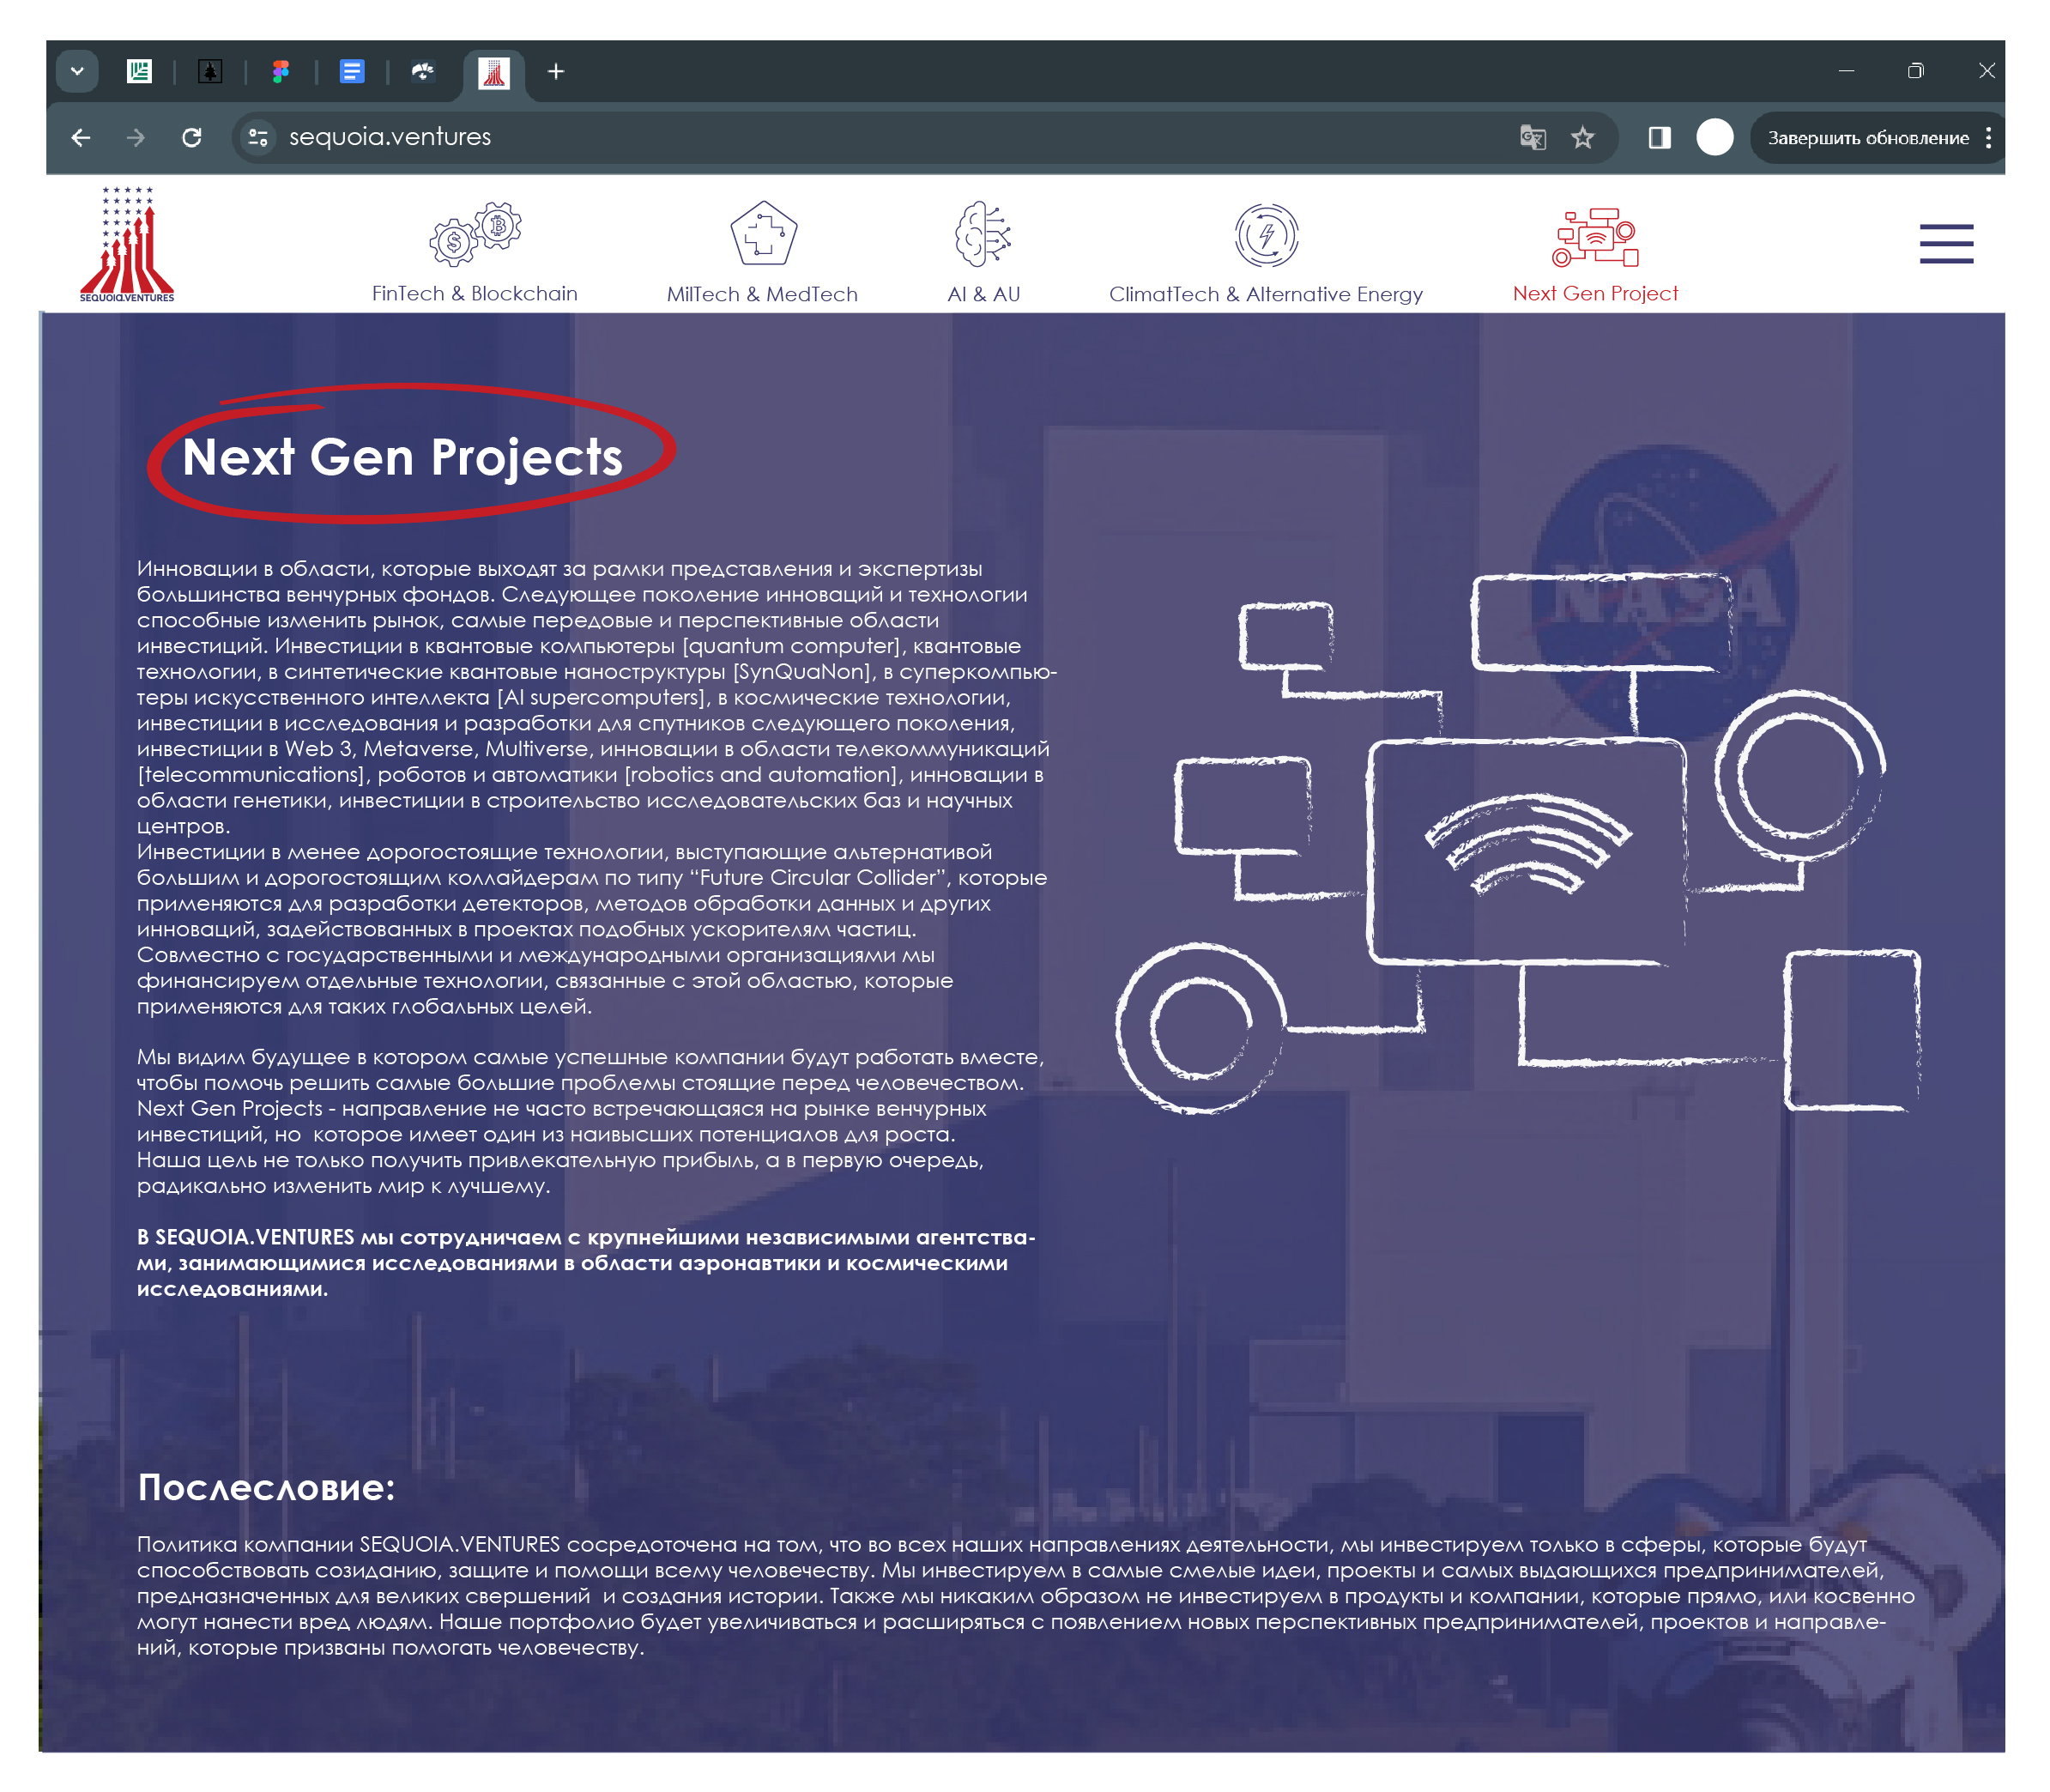 sequoia.ventures
Завершить обновление
SEQUOIA.VENTURES
FinTech & Blockchain
MilTech & MedTech
AI & AU
ClimatTech & Alternative Energy
Next Gen Project
Next Gen Projects
NASA
Инновации в области, которые выходят за рамки представления и экспертизы
большинства венчурных фондов. Следующее поколение инноваций и технологии
способные изменить рынок, самые передовые и перспективные области
инвестиций. Инвестиции в квантовые компьютеры [quantum computer], квантовые
технологии, в синтетические квантовые наноструктуры [SynQuaNon], в суперкомпью-
теры искусственного интеллекта [AI supercomputers], в космические технологии,
инвестиции в исследования и разработки для спутников следующего поколения,
инвестиции в Web 3, Metaverse, Multiverse, инновации в области телекоммуникаций
[telecommunications], роботов и автоматики [robotics and automation], инновации в
области генетики, инвестиции в строительство исследовательских баз и научных
центров.
Инвестиции в менее дорогостоящие технологии, выступающие альтернативой
большим и дорогостоящим коллайдерам по типу “Future Circular Collider”, которые
применяются для разработки детекторов, методов обработки данных и других
инноваций, задействованных в проектах подобных ускорителям частиц.
Совместно с государственными и международными организациями мы
финансируем отдельные технологии, связанные с этой областью, которые
применяются для таких глобальных целей.
Мы видим будущее в котором самые успешные компании будут работать вместе,
чтобы помочь решить самые большие проблемы стоящие перед человечеством.
Next Gen Projects - направление не часто встречающаяся на рынке венчурных
инвестиций, но  которое имеет один из наивысших потенциалов для роста.
Наша цель не только получить привлекательную прибыль, а в первую очередь,
радикально изменить мир к лучшему.
В SEQUOIA.VENTURES мы сотрудничаем с крупнейшими независимыми агентства-
ми, занимающимися исследованиями в области аэронавтики и космическими
исследованиями.
Послесловие:
Политика компании SEQUOIA.VENTURES сосредоточена на том, что во всех наших направлениях деятельности, мы инвестируем только в сферы, которые будут
способствовать созиданию, защите и помощи всему человечеству. Мы инвестируем в самые смелые идеи, проекты и самых выдающихся предпринимателей,
предназначенных для великих свершений  и создания истории. Также мы никаким образом не инвестируем в продукты и компании, которые прямо, или косвенно
могут нанести вред людям. Наше портфолио будет увеличиваться и расширяться с появлением новых перспективных предпринимателей, проектов и направле-
ний, которые призваны помогать человечеству.